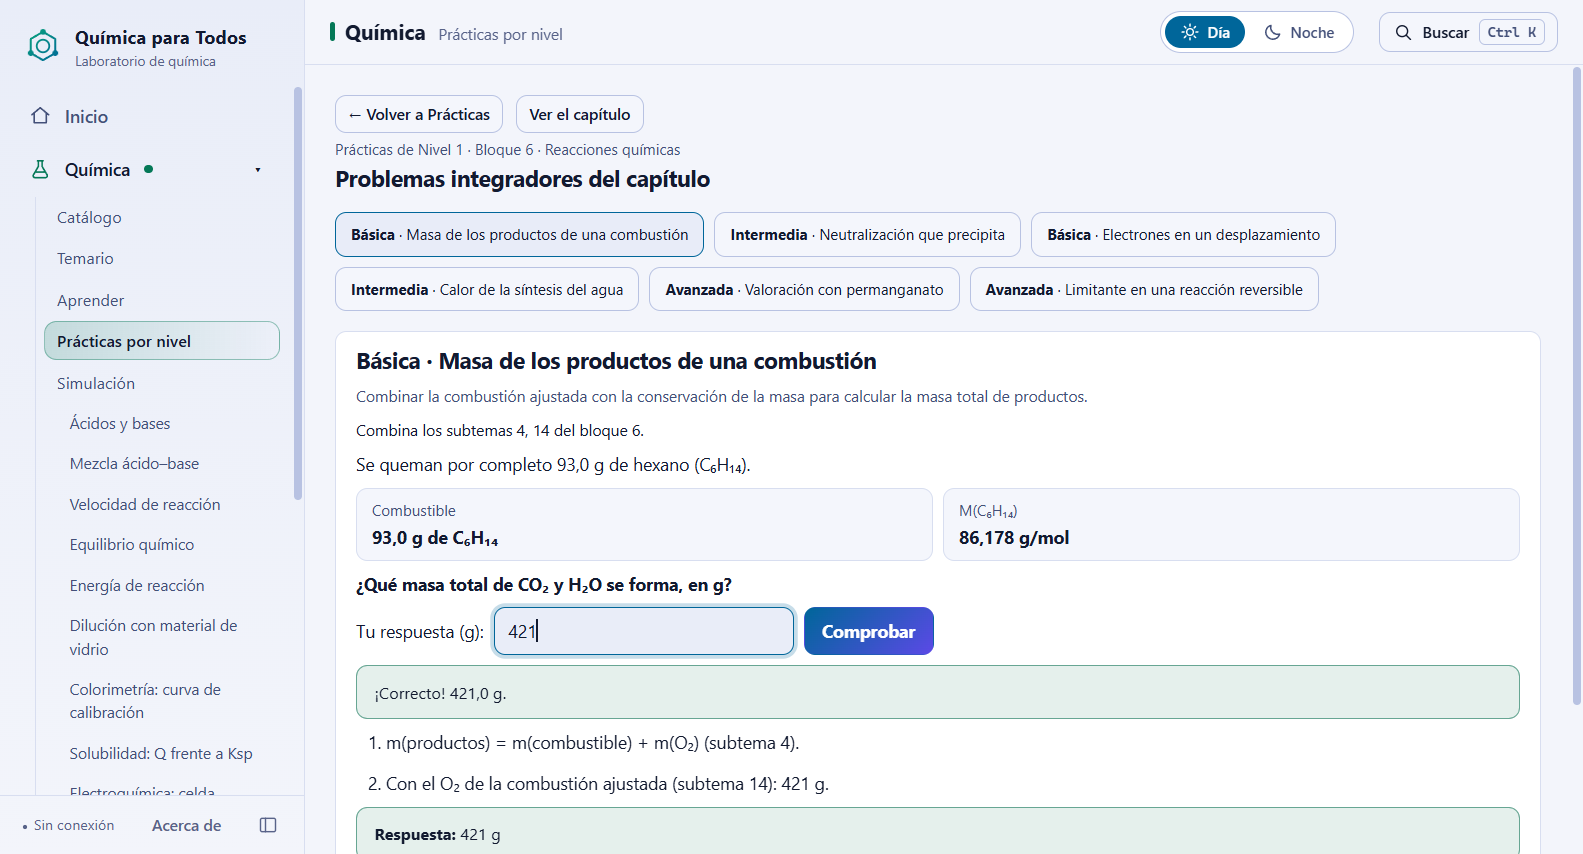 Química para Todos
Laboratorio de química
Inicio
Química
Catálogo
Temario
Aprender
Prácticas por nivel
Simulación
Ácidos y bases
Mezcla ácido–base
Velocidad de reacción
Equilibrio químico
Energía de reacción
Dilución con material de
vidrio
Colorimetría: curva de
calibración
Solubilidad: Q frente a Ksp
Electroquímica: celda
Sin conexión
Acerca de
Química Prácticas por nivel
Día
Noche
Buscar Ctrl K
← Volver a Prácticas
Ver el capítulo
Prácticas de Nivel 1 · Bloque 6 · Reacciones químicas
Problemas integradores del capítulo
Básica · Masa de los productos de una combustión
Intermedia · Neutralización que precipita
Básica · Electrones en un desplazamiento
Intermedia · Calor de la síntesis del agua
Avanzada · Valoración con permanganato
Avanzada · Limitante en una reacción reversible
Básica · Masa de los productos de una combustión
Combinar la combustión ajustada con la conservación de la masa para calcular la masa total de productos.
Combina los subtemas 4, 14 del bloque 6.
Se queman por completo 93,0 g de hexano (C₆H₁₄).
Combustible
93,0 g de C₆H₁₄
M(C₆H₁₄)
86,178 g/mol
¿Qué masa total de CO₂ y H₂O se forma, en g?
Tu respuesta (g): 421
Comprobar
¡Correcto! 421,0 g.
1. m(productos) = m(combustible) + m(O₂) (subtema 4).
2. Con el O₂ de la combustión ajustada (subtema 14): 421 g.
Respuesta: 421 g